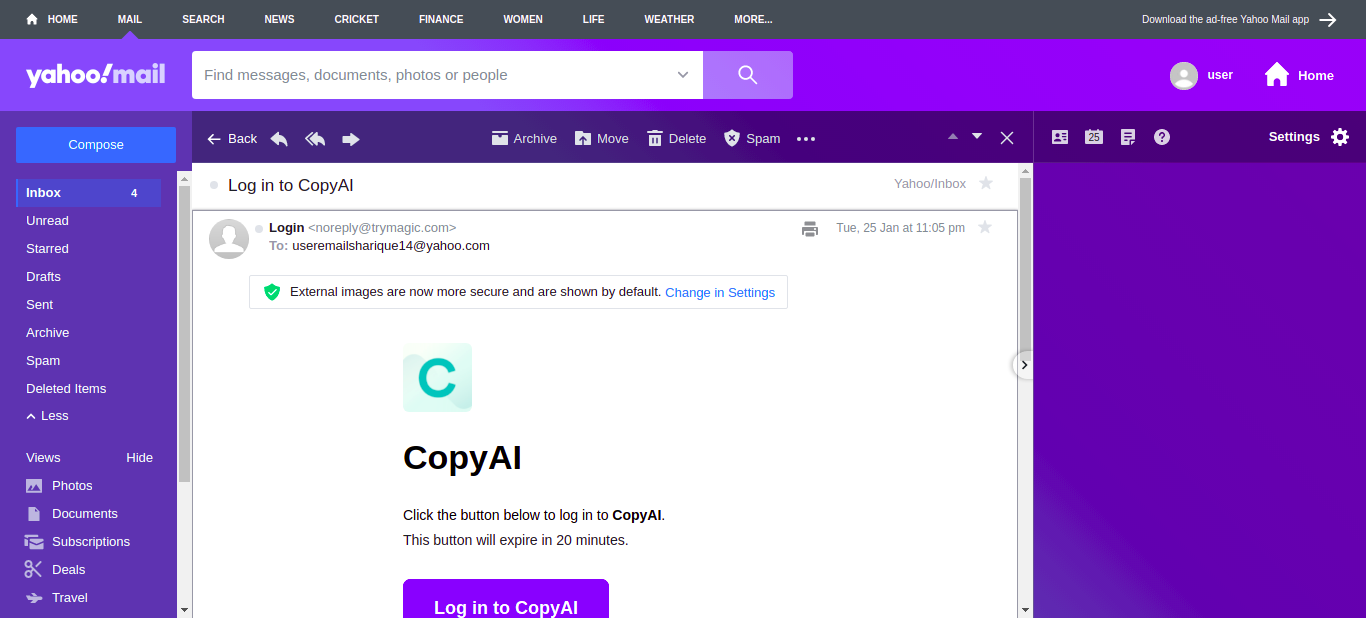 HOME MAIL SEARCH NEWS CRICKET FINANCE WOMEN LIFE WEATHER MORE... Download the ad-free Yahoo Mail app
yahoo!mail Find messages, documents, photos or people user Home
Compose
Back Archive Move Delete Spam 25 Settings
Inbox 4
Unread
Starred
Drafts
Sent
Archive
Spam
Deleted Items
Less
Views Hide
Photos
Documents
Subscriptions
Deals
Travel
Log in to CopyAI Yahoo/Inbox
Login <noreply@trymagic.com> Tue, 25 Jan at 11:05 pm
To: useremailsharique14@yahoo.com
External images are now more secure and are shown by default. Change in Settings
C
CopyAI
Click the button below to log in to CopyAI.
This button will expire in 20 minutes.
Log in to CopyAI